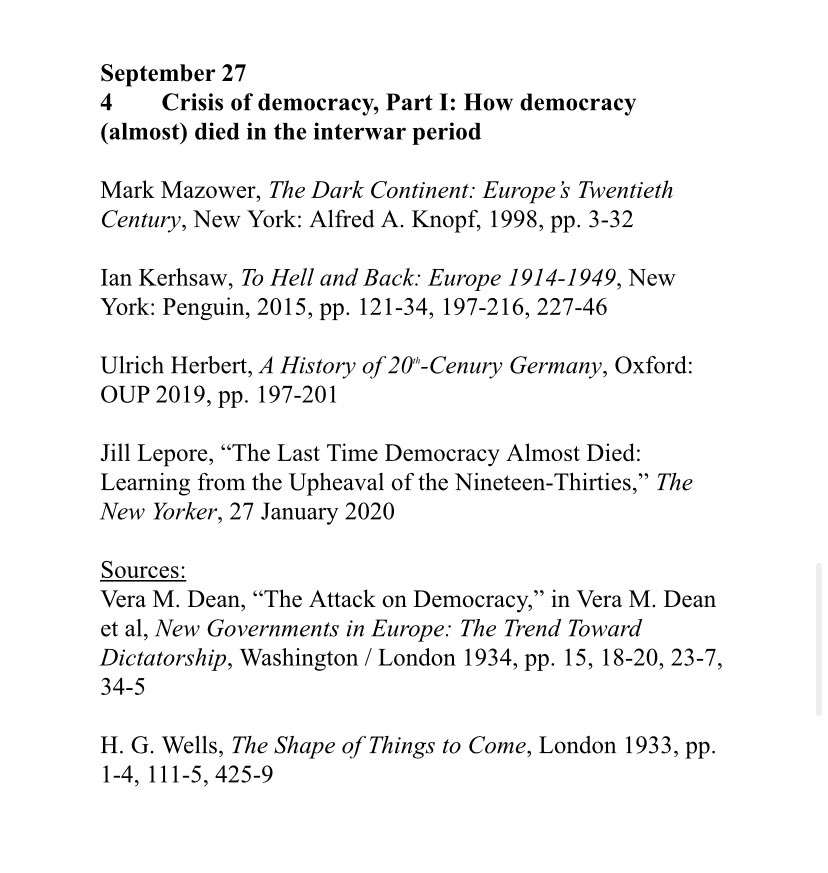 September 27
4 Crisis of democracy, Part I: How democracy
(almost) died in the interwar period
Mark Mazower, The Dark Continent: Europe’s Twentieth
Century, New York: Alfred A. Knopf, 1998, pp. 3-32
Ian Kerhsaw, To Hell and Back: Europe 1914-1949, New
York: Penguin, 2015, pp. 121-34, 197-216, 227-46
Ulrich Herbert, A History of 20th-Cenury Germany, Oxford:
OUP 2019, pp. 197-201
Jill Lepore, “The Last Time Democracy Almost Died:
Learning from the Upheaval of the Nineteen-Thirties,” The
New Yorker, 27 January 2020
Sources:
Vera M. Dean, “The Attack on Democracy,” in Vera M. Dean
et al, New Governments in Europe: The Trend Toward
Dictatorship, Washington / London 1934, pp. 15, 18-20, 23-7,
34-5
H. G. Wells, The Shape of Things to Come, London 1933, pp.
1-4, 111-5, 425-9